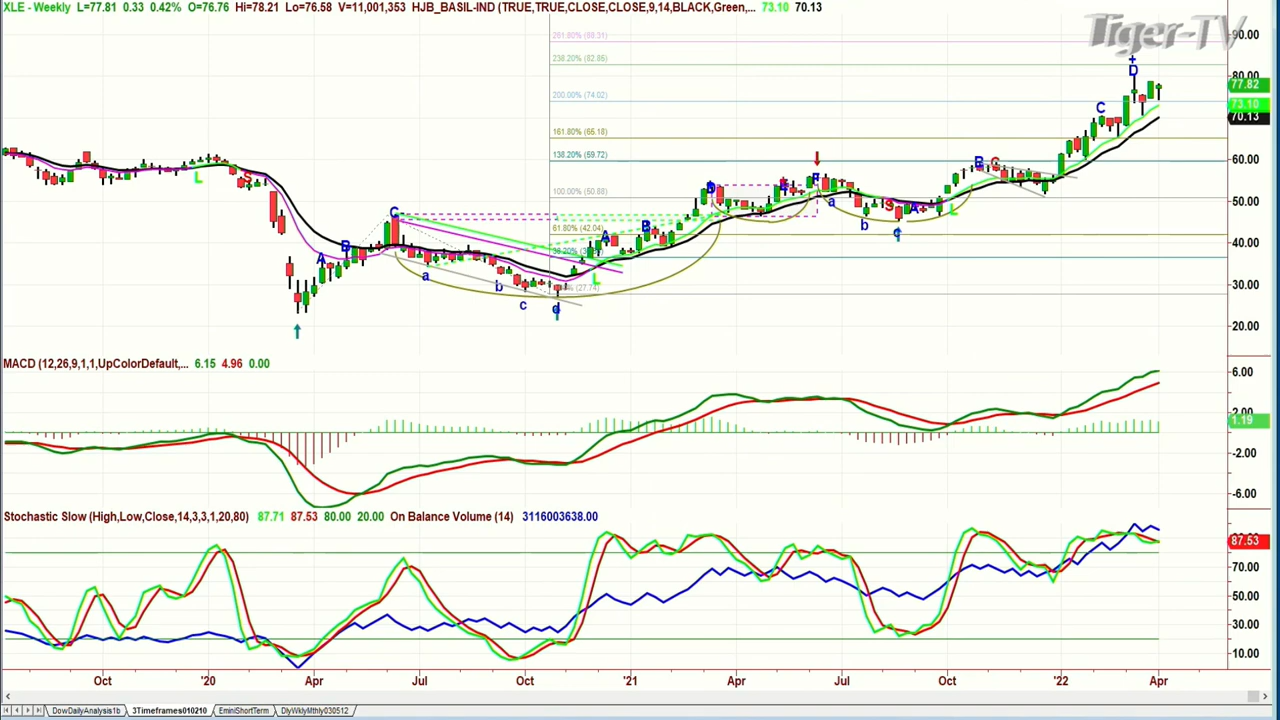 XLE - Weekly L=77.81 0.33 0.42% O=76.76 Hi=78.21 Lo=76.58 V=11,001,353 HJB_BASIL-IND (TRUE,TRUE,CLOSE,CLOSE,9,14,BLACK,Green,... 73.10 70.13
Tiger-TV
90.00
261.80% (88.31)
+
238.20% (82.85)
D
80.00
77.82
200.00% (74.02)
73.10
C
70.13
161.80% (65.18)
138.20% (59.72)
60.00
L S
B C
100.00% (50.88)
D E F
a
50.00
C
S A+ L
61.80% (42.04)
A B
b c
40.00
A B
a
30.00
b L
c d
20.00
MACD (12,26,9,1,1,UpColorDefault,... 6.15 4.96 0.00
6.00
2.00
1.19
-2.00
-6.00
Stochastic Slow (High,Low,Close,14,3,3,1,20,80) 87.71 87.53 80.00 20.00 On Balance Volume (14) 3116003638.00
87.53
70.00
50.00
30.00
10.00
Oct '20 Apr Jul Oct '21 Apr Jul Oct '22 Apr
DowDailyAnalysis1b 3Timeframes010210 EminiShortTerm DlyWklyMthly030512